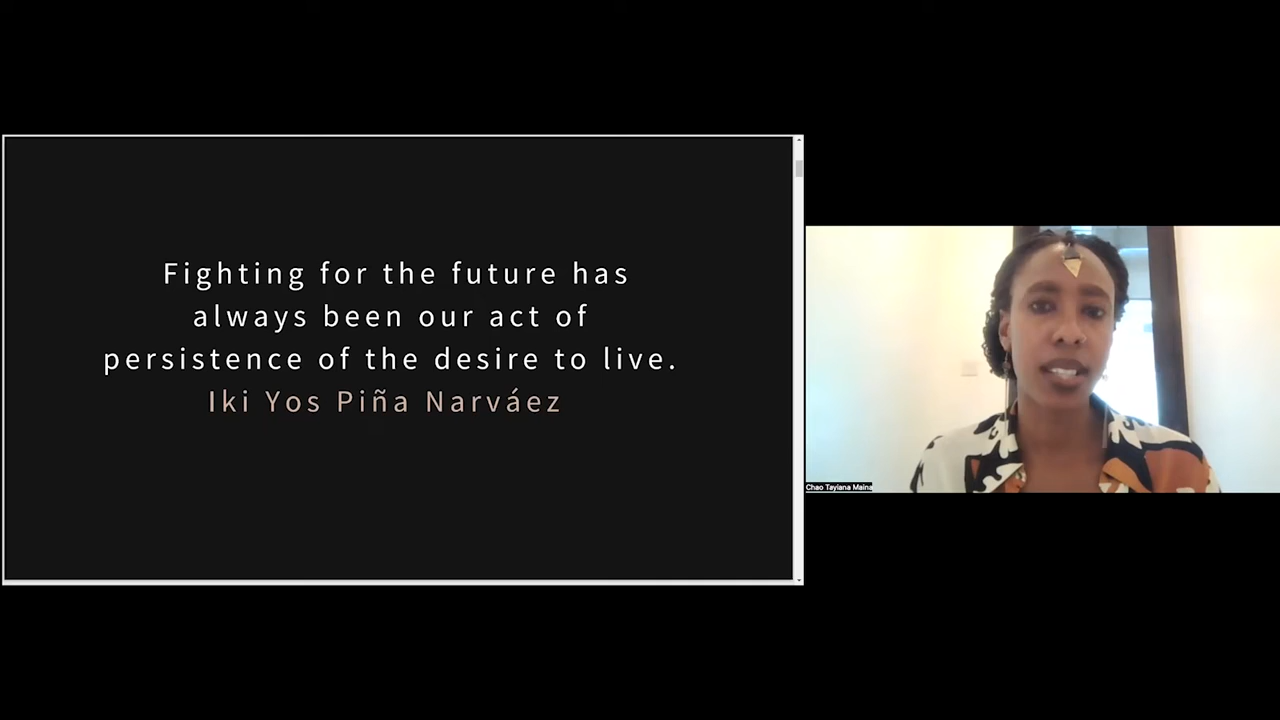 Fighting for the future has
always been our act of
persistence of the desire to live.
Iki Yos Piña Narváez
Chao Tayiana Maina